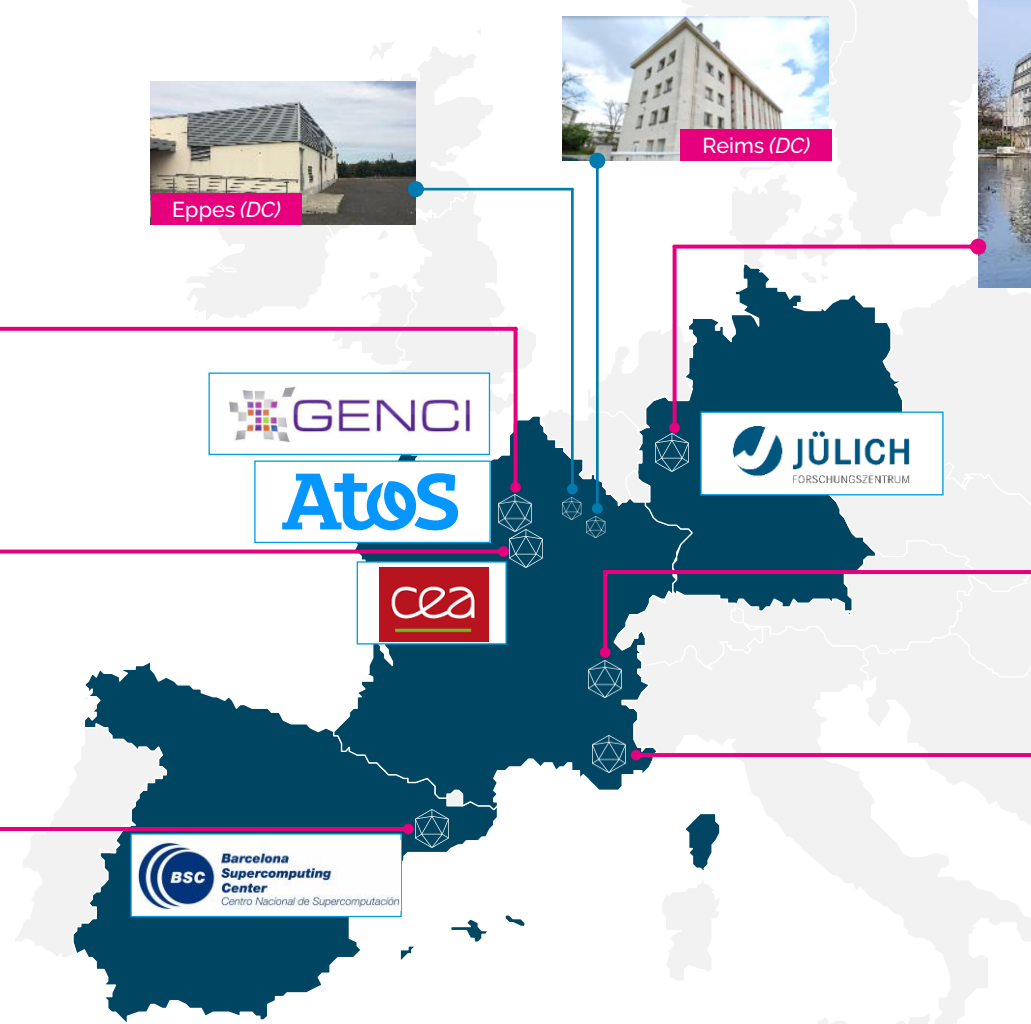 Reims (DC)
Eppes (DC)
GENCI
Atos
JÜLICH
FORSCHUNGSZENTRUM
cea
BSC
Barcelona
Supercomputing
Center
Centro Nacional de Supercomputación